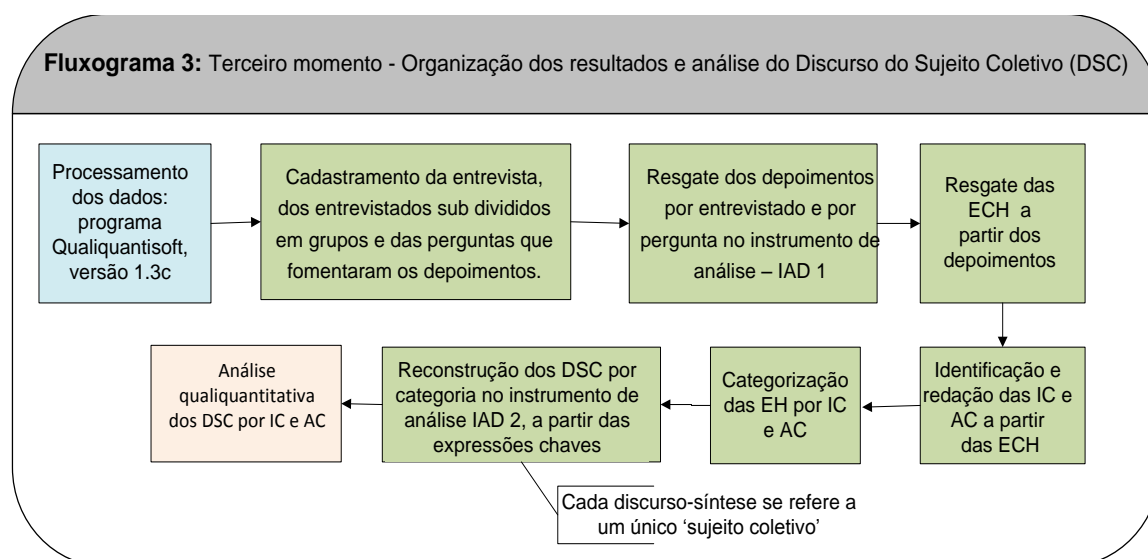 Fluxograma 3: Terceiro momento - Organização dos resultados e análise do Discurso do Sujeito Coletivo (DSC)
Processamento
dos dados:
programa
Qualiquantisoft,
versão 1.3c
Cadastramento da entrevista,
dos entrevistados sub divididos
em grupos e das perguntas que
fomentaram os depoimentos.
Resgate dos depoimentos
por entrevistado e por
pergunta no instrumento de
análise – IAD 1
Resgate das
ECH a
partir dos
depoimentos
Identificação e
redação das IC e
AC a partir
das ECH
Categorização
das EH por IC
e AC
Reconstrução dos DSC por
categoria no instrumento de
análise IAD 2, a partir das
expressões chaves
Análise
qualiquantitativa
dos DSC por IC e AC
Cada discurso-síntese se refere a
um único ‘sujeito coletivo’